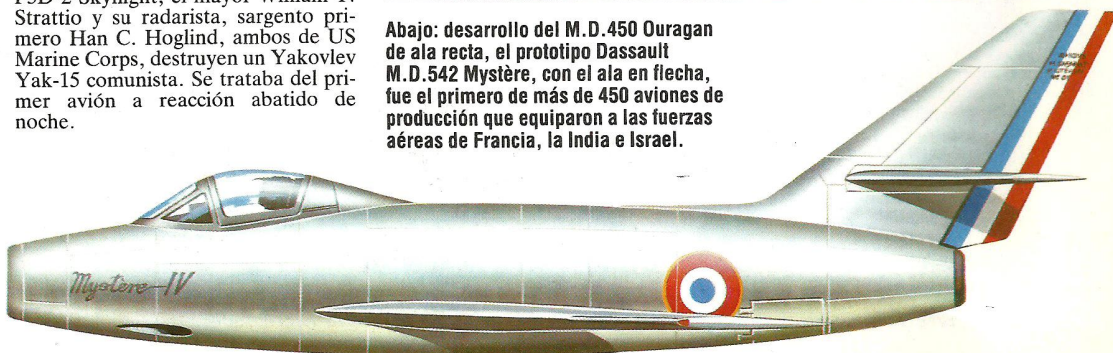 Strattio y su radarista, sargento pri-
mero Han C. Hoglind, ambos de US
Marine Corps, destruyen un Yakovlev
Yak-15 comunista. Se trataba del pri-
mer avión a reacción abatido de
noche.
Abajo: desarrollo del M.D.450 Ouragan
de ala recta, el prototipo Dassault
M.D.542 Mystère, con el ala en flecha,
fue el primero de más de 450 aviones de
producción que equiparon a las fuerzas
aéreas de Francia, la India e Israel.
Mystère-IV